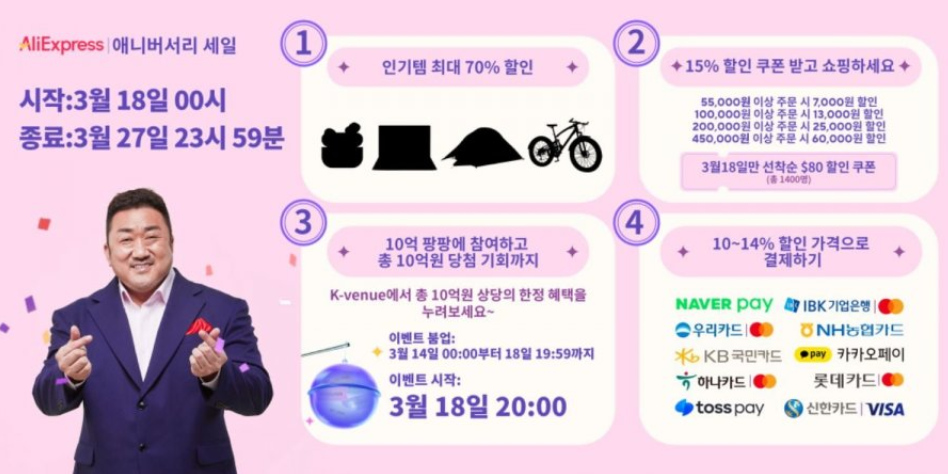 AliExpress | 애니버서리 세일
시작:3월 18일 00시
종료:3월 27일 23시 59분
1
인기템 최대 70% 할인
2
15% 할인 쿠폰 받고 쇼핑하세요
55,000원 이상 주문 시 7,000원 할인
100,000원 이상 주문 시 13,000원 할인
200,000원 이상 주문 시 25,000원 할인
450,000원 이상 주문 시 60,000원 할인
3월18일만 선착순 $80 할인 쿠폰
(총 1400명)
3
10억 팡팡에 참여하고
총 10억원 당첨 기회까지
K-venue에서 총 10억원 상당의 한정 혜택을
누려보세요~
이벤트 붐업:
3월 14일 00:00부터 18일 19:59까지
이벤트 시작:
3월 18일 20:00
4
10~14% 할인 가격으로
결제하기
NAVER pay
IBK기업은행
우리카드
NH농협카드
KB국민카드
pay 카카오페이
하나카드
롯데카드
toss pay
신한카드 | VISA